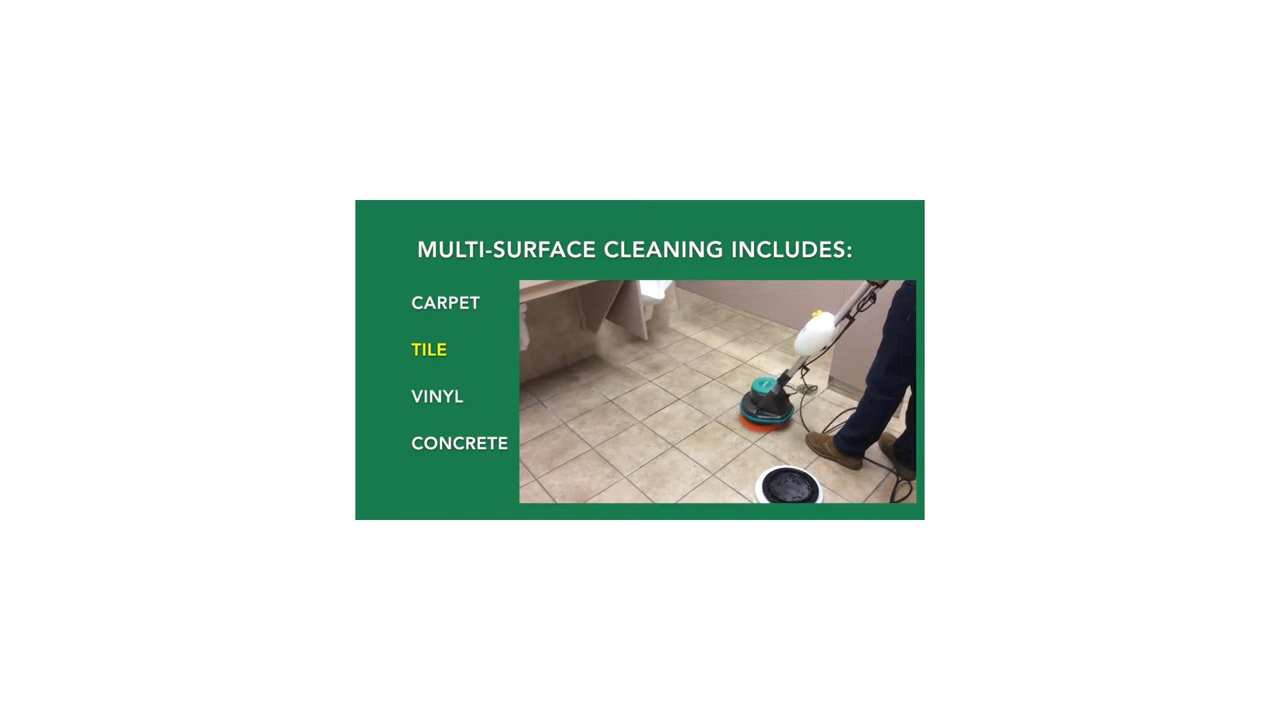 MULTI-SURFACE CLEANING INCLUDES:
CARPET
TILE
VINYL
CONCRETE